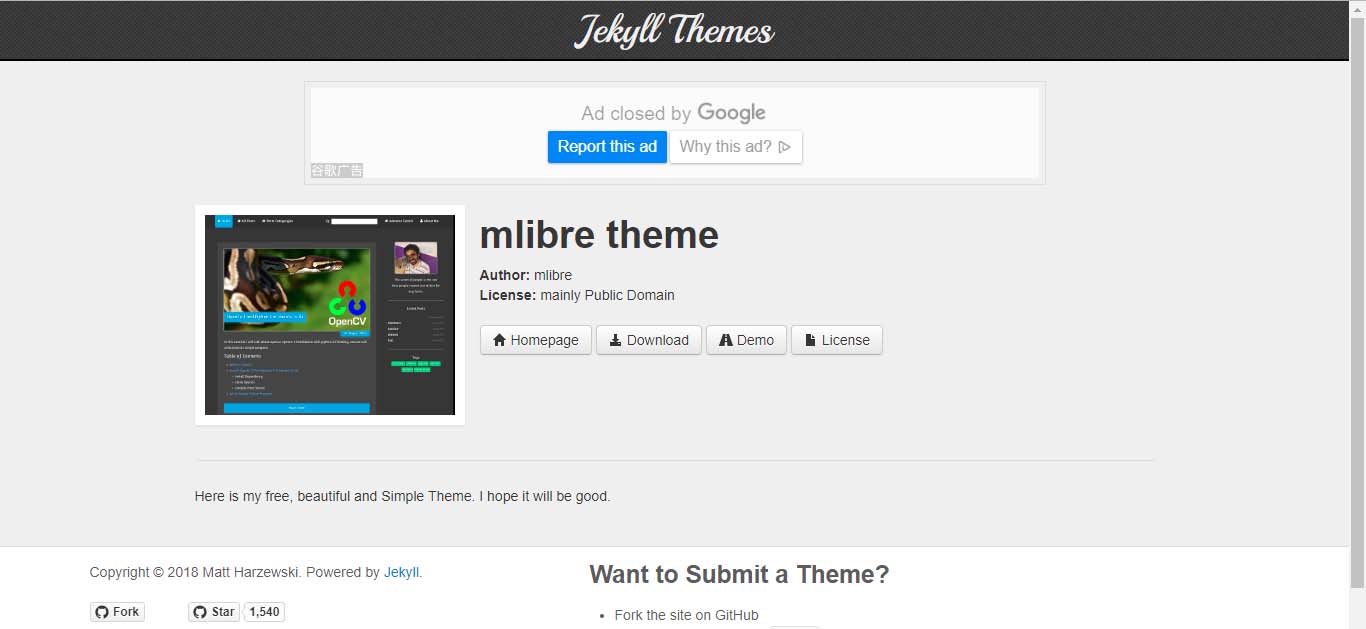 Jekyll Themes
Ad closed by Google
Report this ad
Why this ad?
谷歌广告
mlibre theme
Author: mlibre
License: mainly Public Domain
Homepage
Download
Demo
License
OpenCV
Table of Contents
Here is my free, beautiful and Simple Theme. I hope it will be good.
Copyright © 2018 Matt Harzewski. Powered by Jekyll.
Fork
Star
1,540
Want to Submit a Theme?
• Fork the site on GitHub